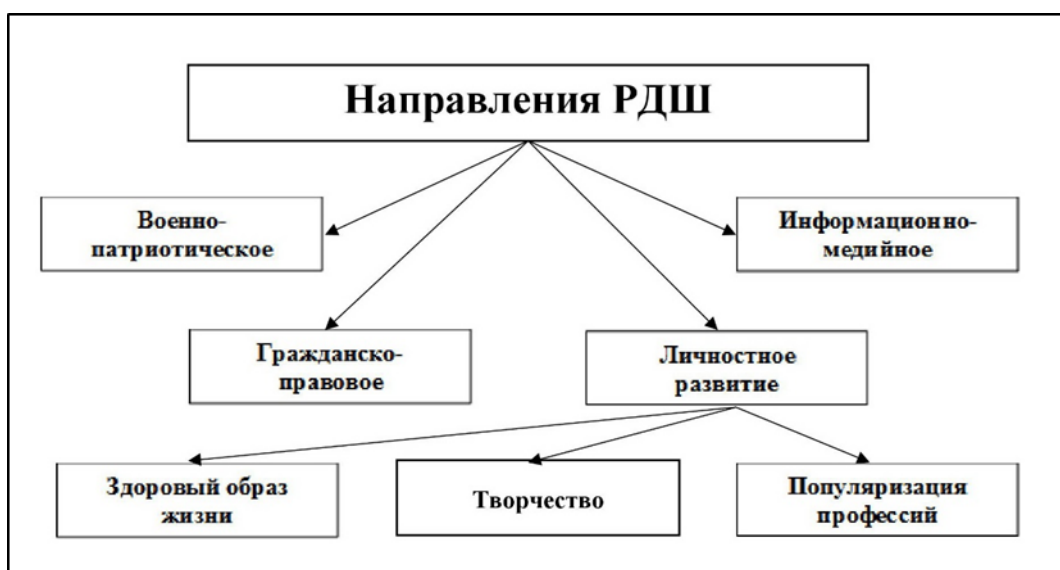 Направления РДШ
Военно-
патриотическое
Информационно-
медийное
Гражданско-
правовое
Личностное
развитие
Здоровый образ
жизни
Творчество
Популяризация
профессий